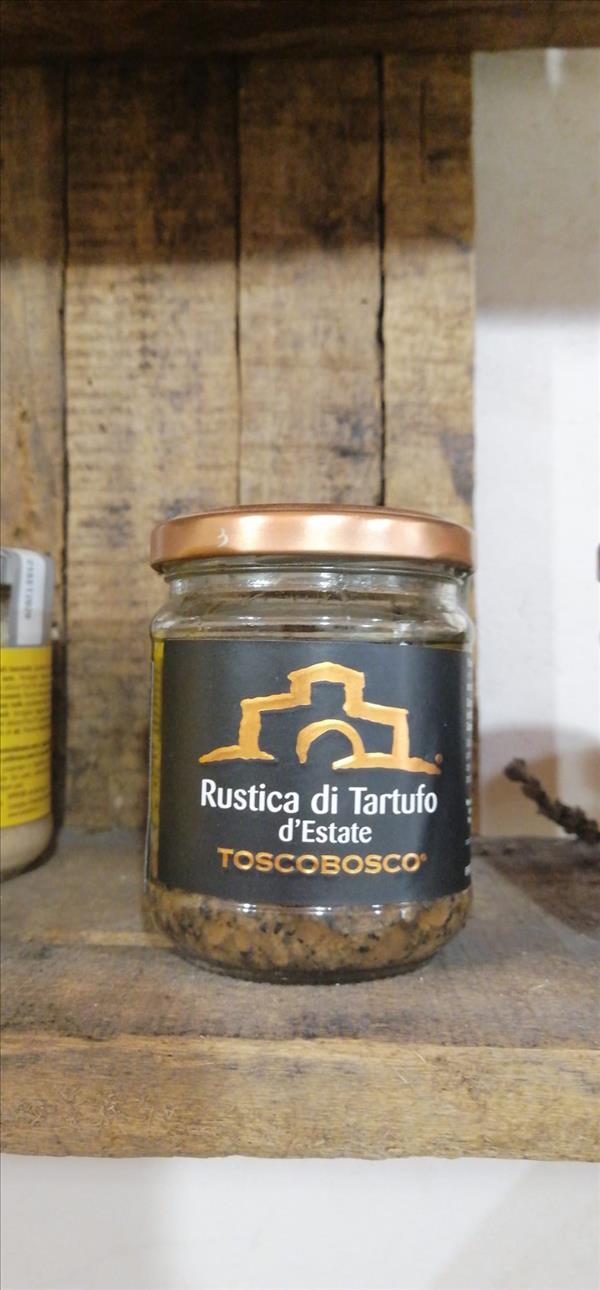 Rustica di Tartufo
d'Estate
TOSCOBOSCO®